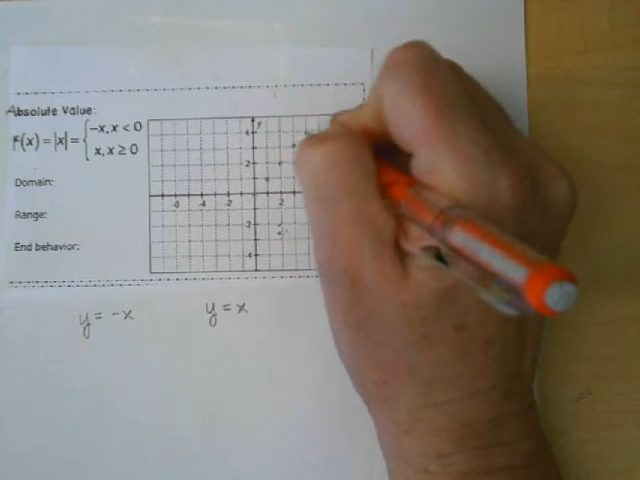 Absolute Value:
f(x) = |x| = { -x, x < 0
x, x ≥ 0
Domain:
Range:
End behavior:
y
4
2
-6 -4 -2 2
-2
-4
y = -x y = x